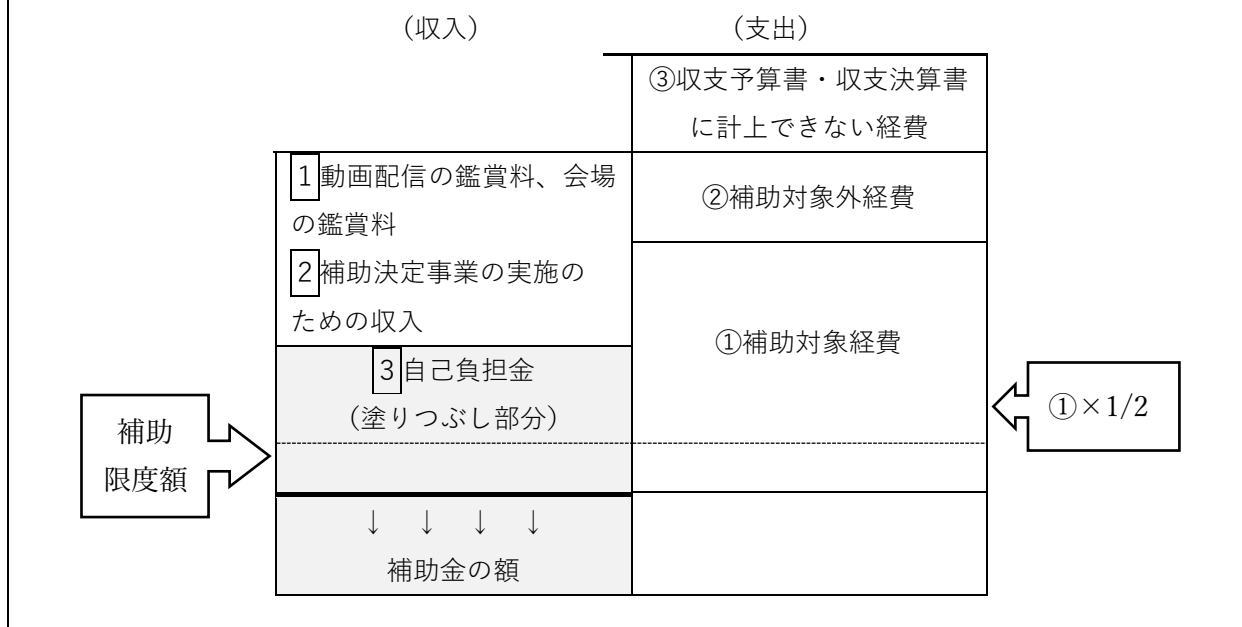 (収入)
(支出)
③収支予算書・収支決算書
に計上できない経費
1動画配信の鑑賞料、会場
の鑑賞料
2補助決定事業の実施の
ための収入
②補助対象外経費
①補助対象経費
3自己負担金
(塗りつぶし部分)
補助
限度額
①×1/2
↓ ↓ ↓ ↓
補助金の額